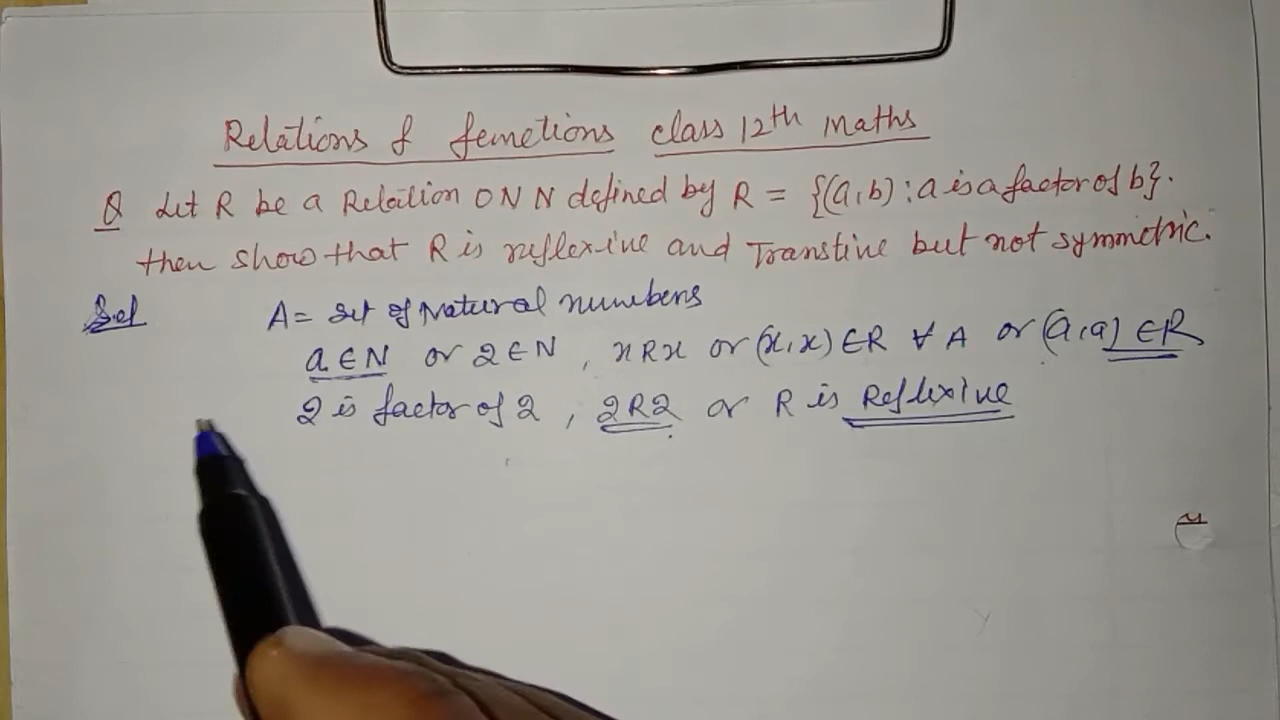 Relations & functions class 12th Maths
Q Let R be a Relation ON N defined by R = {(a,b) : a is a factor of b}.
then show that R is reflexive and Transtive but not symmetric.
Sol A = set of Natural numbers
a ∈ N or 2 ∈ N , x R x or (x,x) ∈ R ∀ A or (a,a) ∈ R
2 is factor of 2 , 2R2 or R is Reflexive